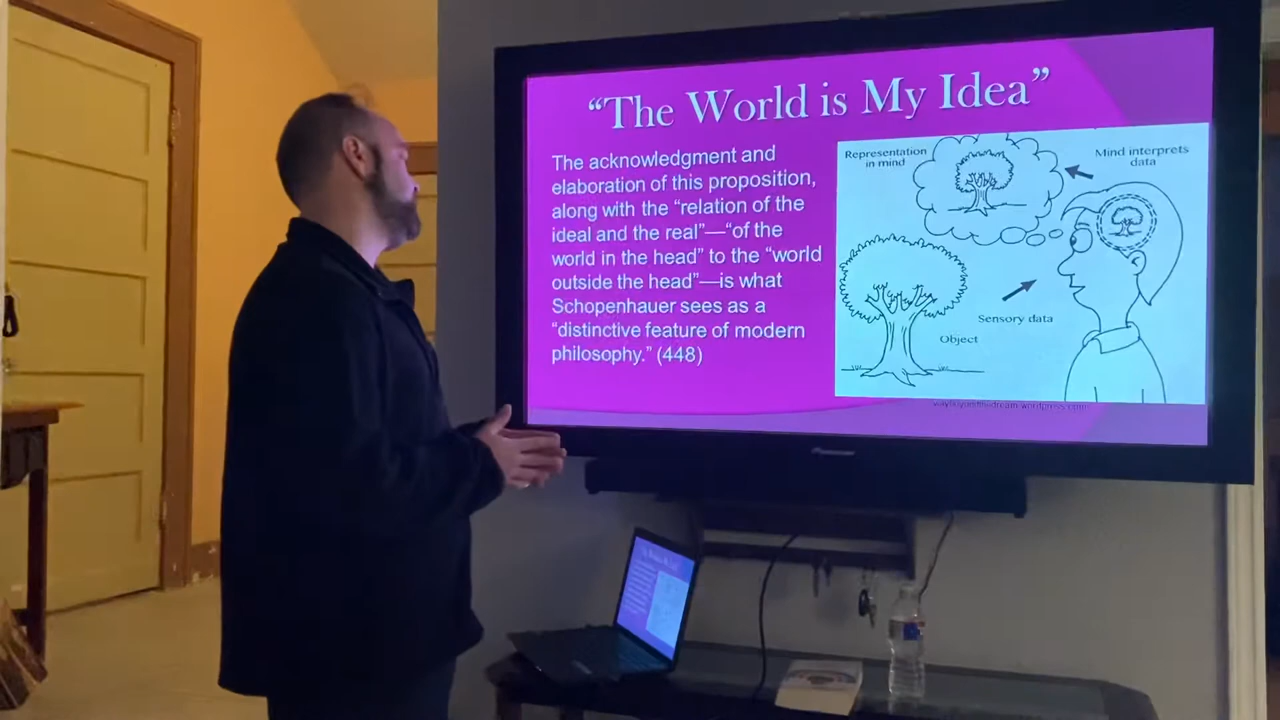 “The World is My Idea”
The acknowledgment and
elaboration of this proposition,
along with the “relation of the
ideal and the real”—“of the
world in the head” to the “world
outside the head”—is what
Schopenhauer sees as a
“distinctive feature of modern
philosophy.” (448)
Representation
in mind
Mind interprets
data
Sensory data
Object